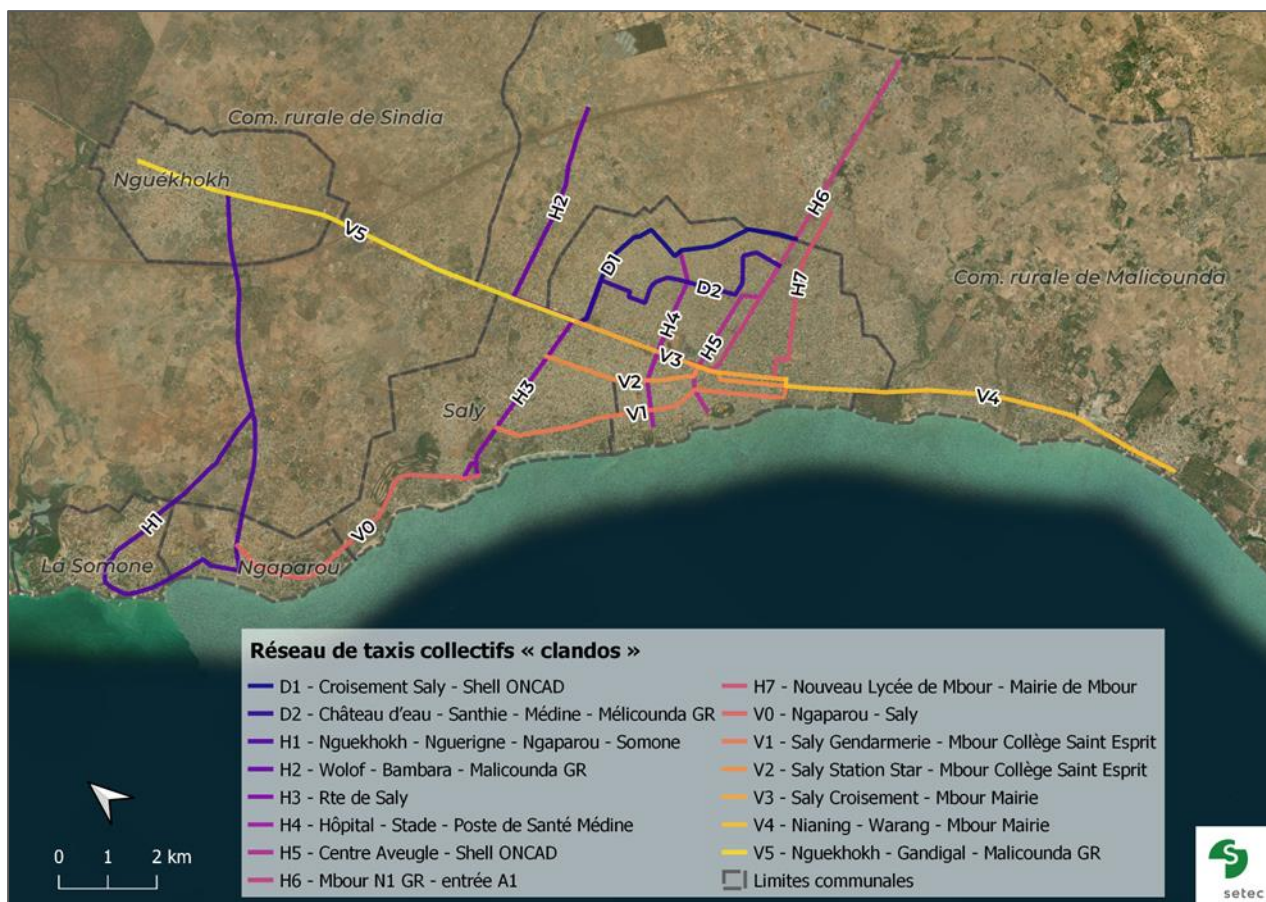 Com. rurale de Sindia
Nguékhokh
H6
H2
V5
D1
Com. rurale de Malicounda
H7
D2
H4
H5
V3
V2
H3
V4
Saly
V1
H1
V0
La Somone
Ngaparou
Réseau de taxis collectifs « clandos »
D1 - Croisement Saly - Shell ONCAD
D2 - Château d'eau - Santhie - Médine - Mélicounda GR
H1 - Nguekhokh - Nguerigne - Ngaparou - Somone
H2 - Wolof - Bambara - Malicounda GR
H3 - Rte de Saly
H4 - Hôpital - Stade - Poste de Santé Médine
H5 - Centre Aveugle - Shell ONCAD
H6 - Mbour N1 GR - entrée A1
H7 - Nouveau Lycée de Mbour - Mairie de Mbour
V0 - Ngaparou - Saly
V1 - Saly Gendarmerie - Mbour Collège Saint Esprit
V2 - Saly Station Star - Mbour Collège Saint Esprit
V3 - Saly Croisement - Mbour Mairie
V4 - Nianing - Warang - Mbour Mairie
V5 - Nguekhokh - Gandigal - Malicounda GR
Limites communales
0 1 2 km
setec